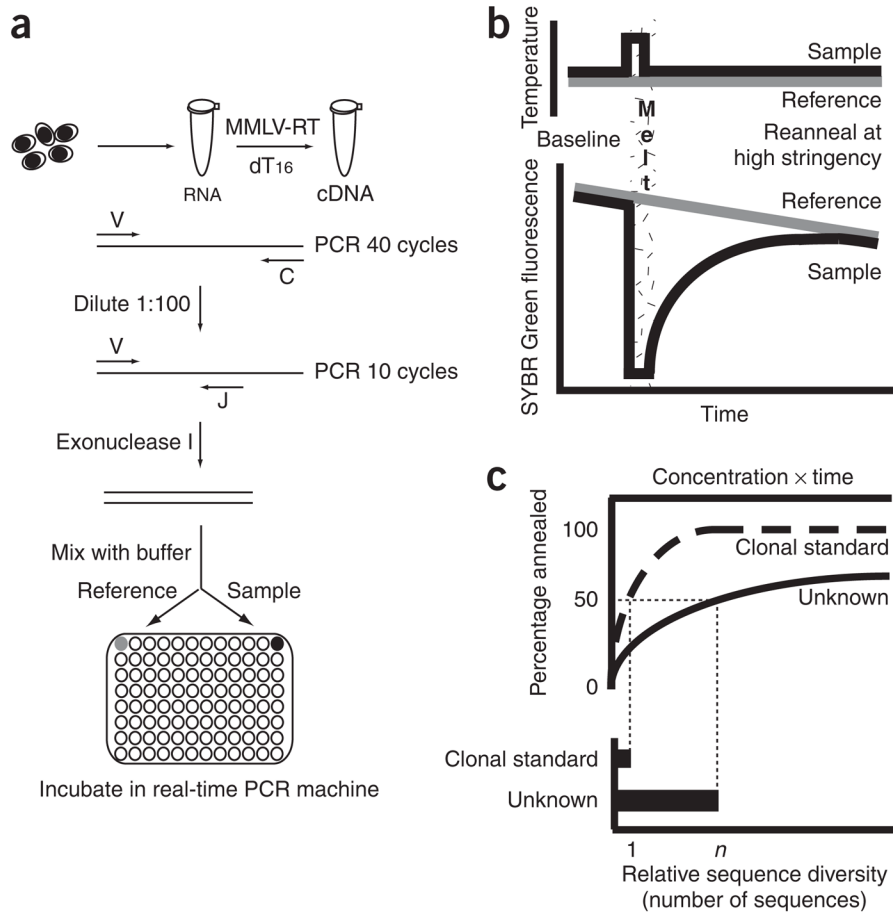 a
MMLV-RT
dT16
RNA
cDNA
V
PCR 40 cycles
C
Dilute 1:100
V
PCR 10 cycles
J
Exonuclease I
Mix with buffer
Reference
Sample
Incubate in real-time PCR machine
b
Temperature
Sample
Reference
Melt
Baseline
Reanneal at
high stringency
SYBR Green fluorescence
Reference
Sample
Time
c
Concentration × time
Percentage annealed
100
Clonal standard
50
Unknown
0
Clonal standard
Unknown
1
n
Relative sequence diversity
(number of sequences)